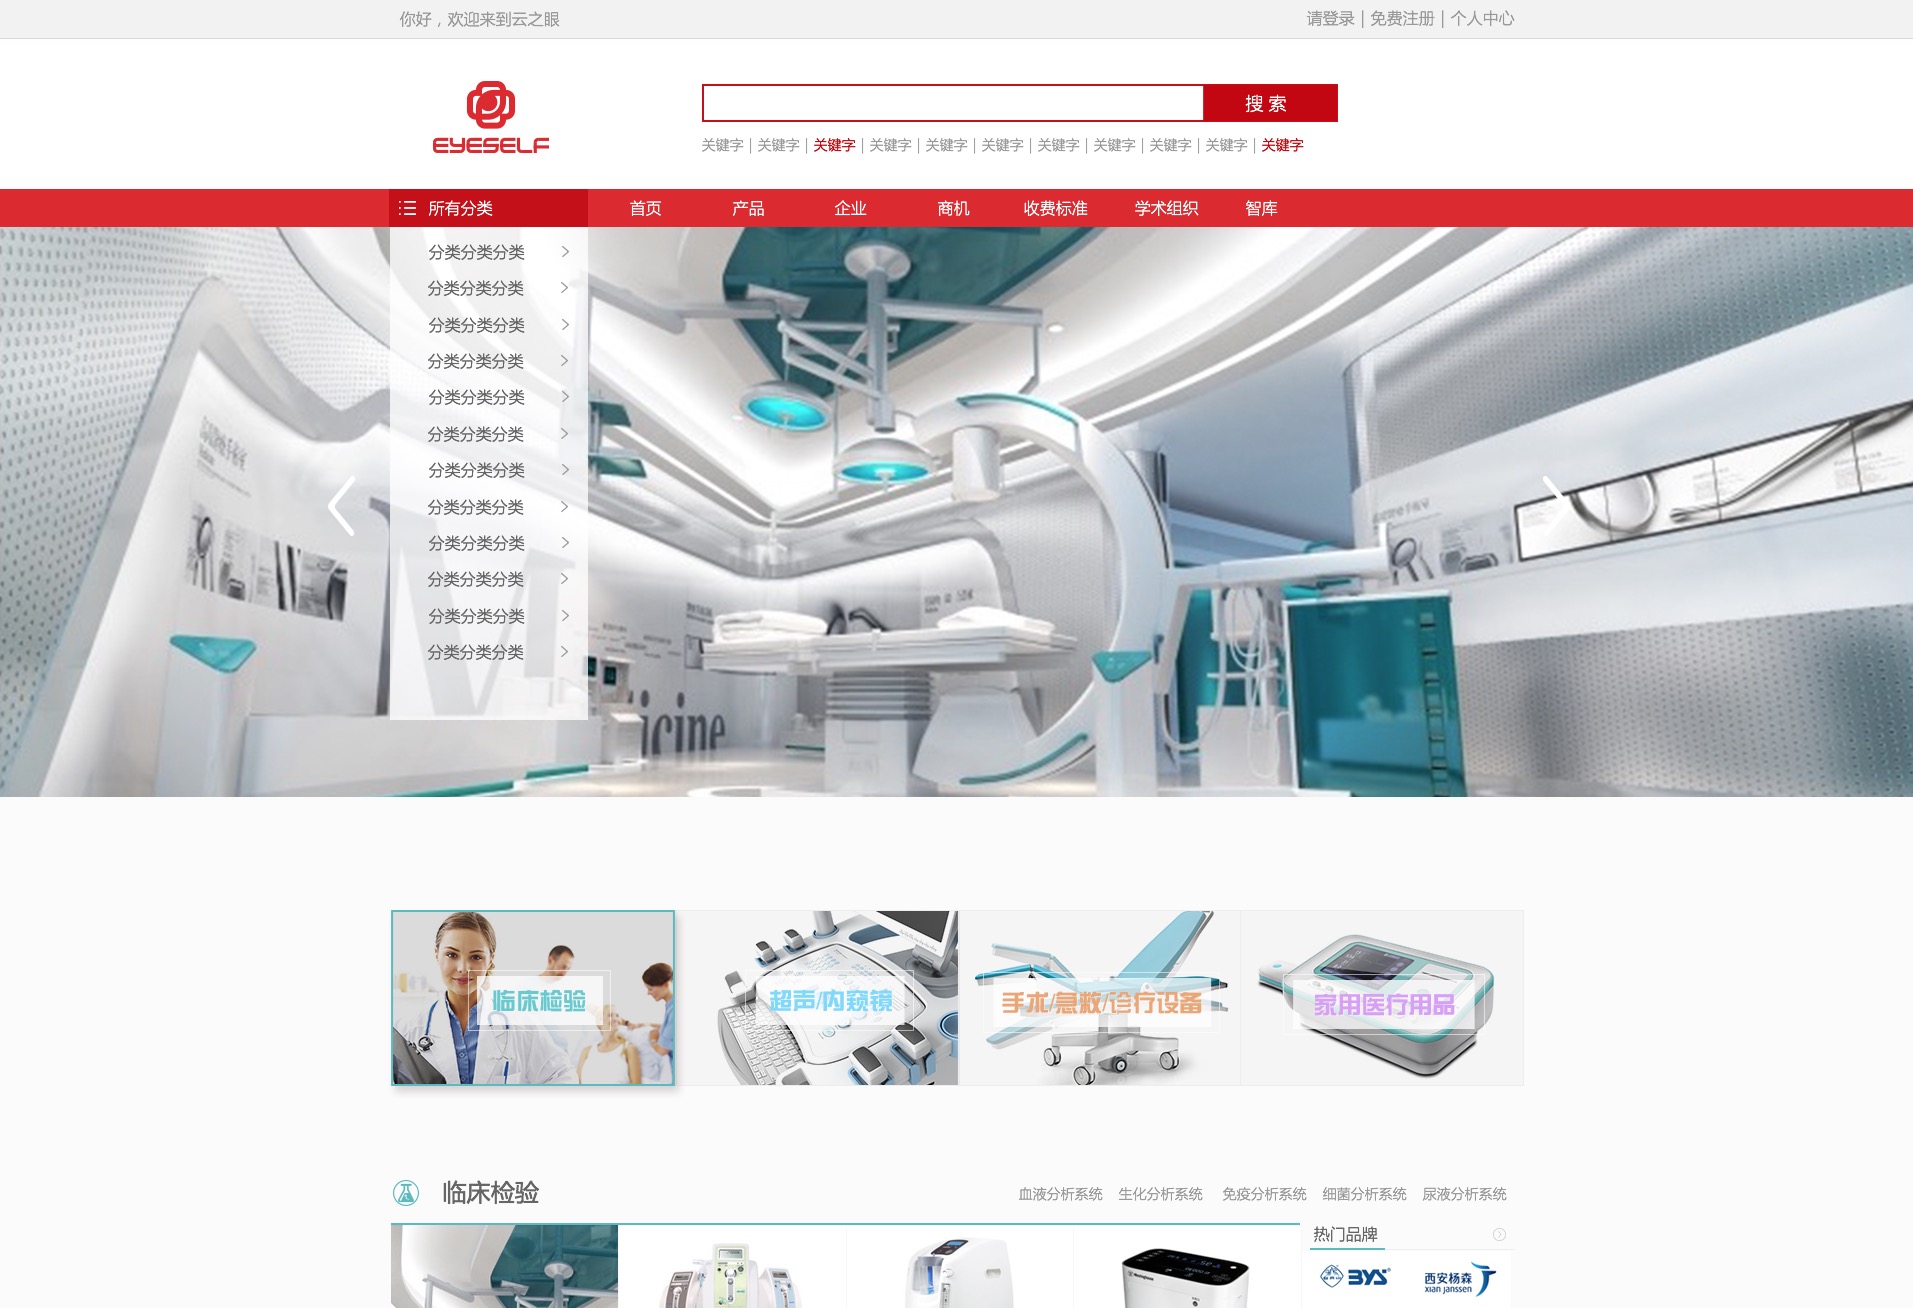 你好，欢迎来到云之眼
请登录 | 免费注册 | 个人中心
EYESELF
搜 索
关键字 | 关键字 | 关键字 | 关键字 | 关键字 | 关键字 | 关键字 | 关键字 | 关键字 | 关键字 | 关键字
所有分类 首页 产品 企业 商机 收费标准 学术组织 智库
分类分类分类
分类分类分类
分类分类分类
分类分类分类
分类分类分类
分类分类分类
分类分类分类
分类分类分类
分类分类分类
分类分类分类
分类分类分类
分类分类分类
icine
临床检验
超声/内窥镜
手术/急救/诊疗设备
家用医疗用品
临床检验
血液分析系统 生化分析系统 免疫分析系统 细菌分析系统 尿液分析系统
热门品牌
BYS
西安杨森
xian janssen